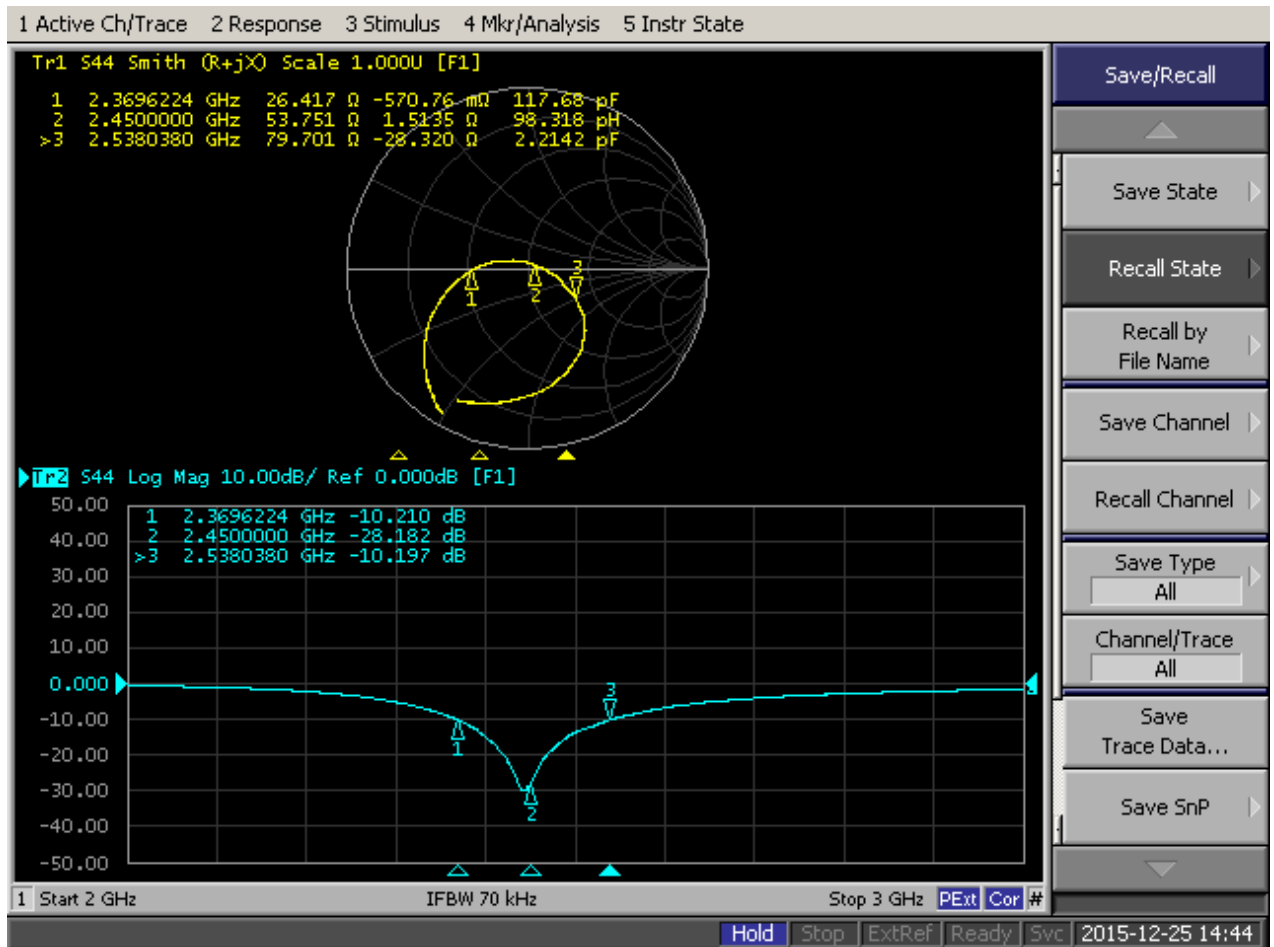 1 Active Ch/Trace 2 Response 3 Stimulus 4 Mkr/Analysis 5 Instr State
Tr1 S44 Smith (R+jX) Scale 1.000U [F1]
1 2.3696224 GHz 26.417 Ω -570.76 mΩ 117.68 pF
2 2.4500000 GHz 53.751 Ω 1.5135 Ω 98.318 pH
>3 2.5380380 GHz 79.701 Ω -28.320 Ω 2.2142 pF
3
1
2
Tr2 S44 Log Mag 10.00dB/ Ref 0.000dB [F1]
1 2.3696224 GHz -10.210 dB
2 2.4500000 GHz -28.182 dB
>3 2.5380380 GHz -10.197 dB
50.00
40.00
30.00
20.00
10.00
0.000
-10.00
-20.00
-30.00
-40.00
-50.00
3
1
2
1 Start 2 GHz IFBW 70 kHz Stop 3 GHz PExt Cor #
Save/Recall
Save State
Recall State
Recall by
File Name
Save Channel
Recall Channel
Save Type
All
Channel/Trace
All
Save
Trace Data...
Save SnP
Hold Stop ExtRef Ready Svc 2015-12-25 14:44